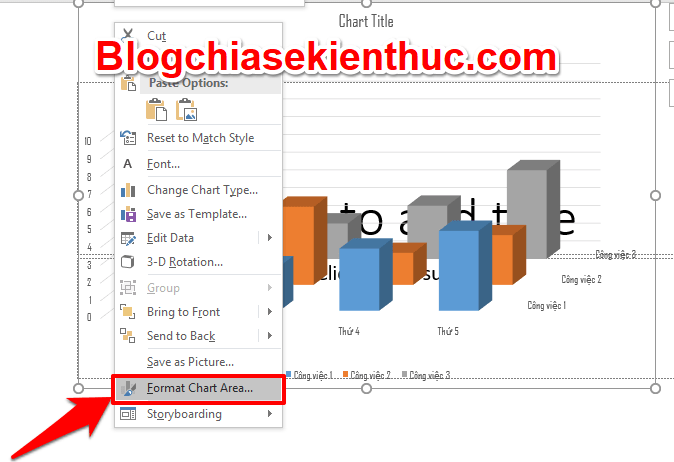 Chart Title
Cut
Blogchiasekienthuc.com
Paste Options:
Reset to Match Style
A Font...
Change Chart Type...
Save as Template...
Edit Data
3-D Rotation...
Group
Bring to Front
Send to Back
Save as Picture...
Format Chart Area...
Storyboarding
10
9
8
7
6
5
4
3
2
1
0
to a d t e
lic su
Công việc 3
Công việc 2
Công việc 1
Thứ 4
Thứ 5
Công việc 1 Công việc 2 Công việc 3